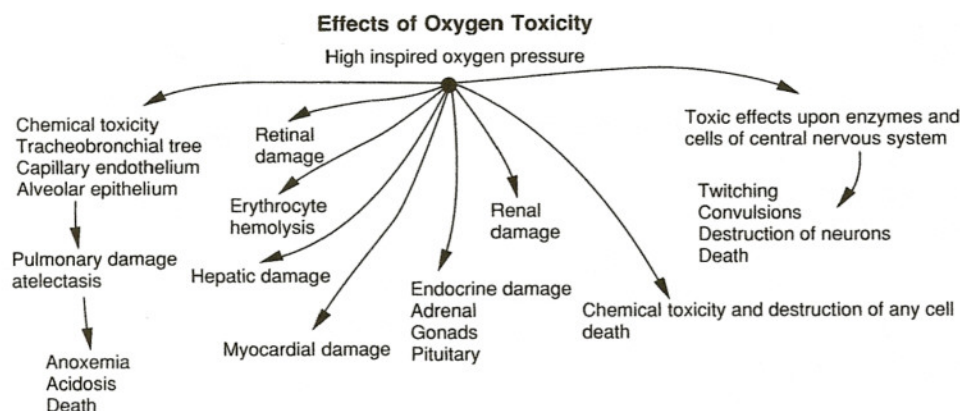 Effects of Oxygen Toxicity
High inspired oxygen pressure
Chemical toxicity
Tracheobronchial tree
Capillary endothelium
Alveolar epithelium
Pulmonary damage
atelectasis
Anoxemia
Acidosis
Death
Retinal
damage
Erythrocyte
hemolysis
Hepatic damage
Myocardial damage
Endocrine damage
Adrenal
Gonads
Pituitary
Renal
damage
Chemical toxicity and destruction of any cell
death
Toxic effects upon enzymes and
cells of central nervous system
Twitching
Convulsions
Destruction of neurons
Death